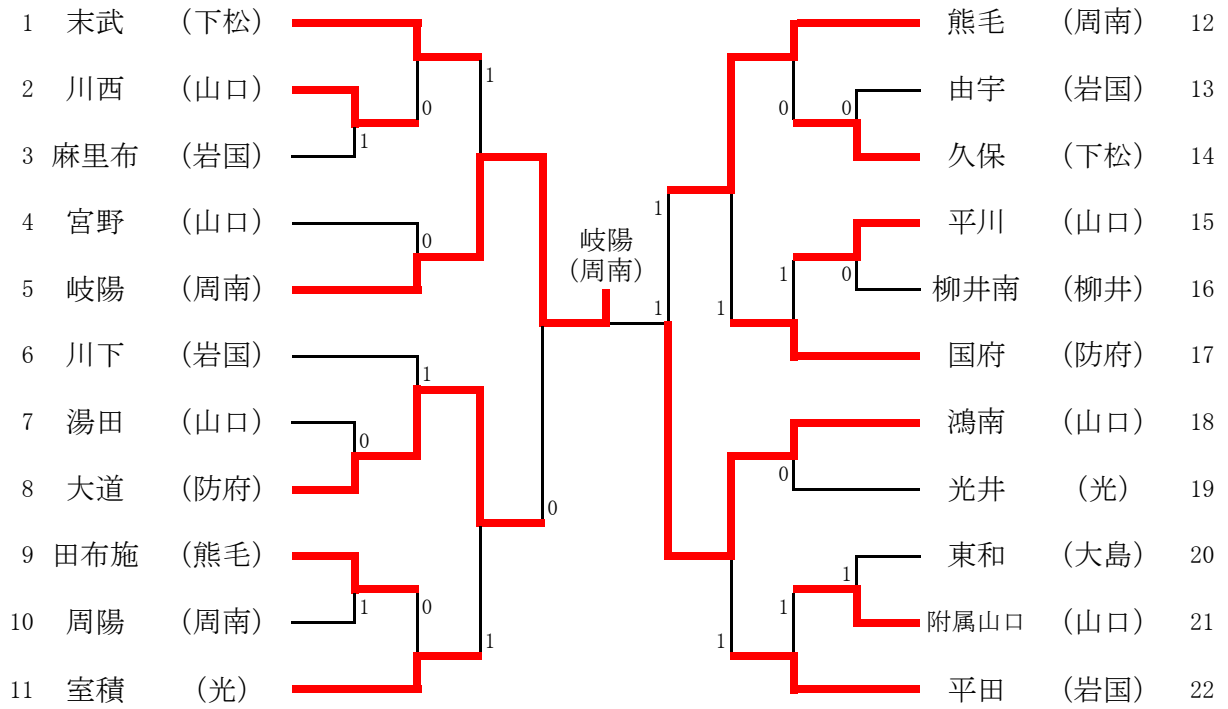 1 末武 (下松)
2 川西 (山口)
3 麻里布 (岩国)
4 宮野 (山口)
5 岐陽 (周南)
6 川下 (岩国)
7 湯田 (山口)
8 大道 (防府)
9 田布施 (熊毛)
10 周陽 (周南)
11 室積 (光)
1
0
1
0
1
0
0
1
0
1
岐陽
(周南)
1
1
0
0
1
0
1
0
1
1
1
熊毛 (周南) 12
由宇 (岩国) 13
久保 (下松) 14
平川 (山口) 15
柳井南 (柳井) 16
国府 (防府) 17
鴻南 (山口) 18
光井 (光) 19
東和 (大島) 20
附属山口 (山口) 21
平田 (岩国) 22